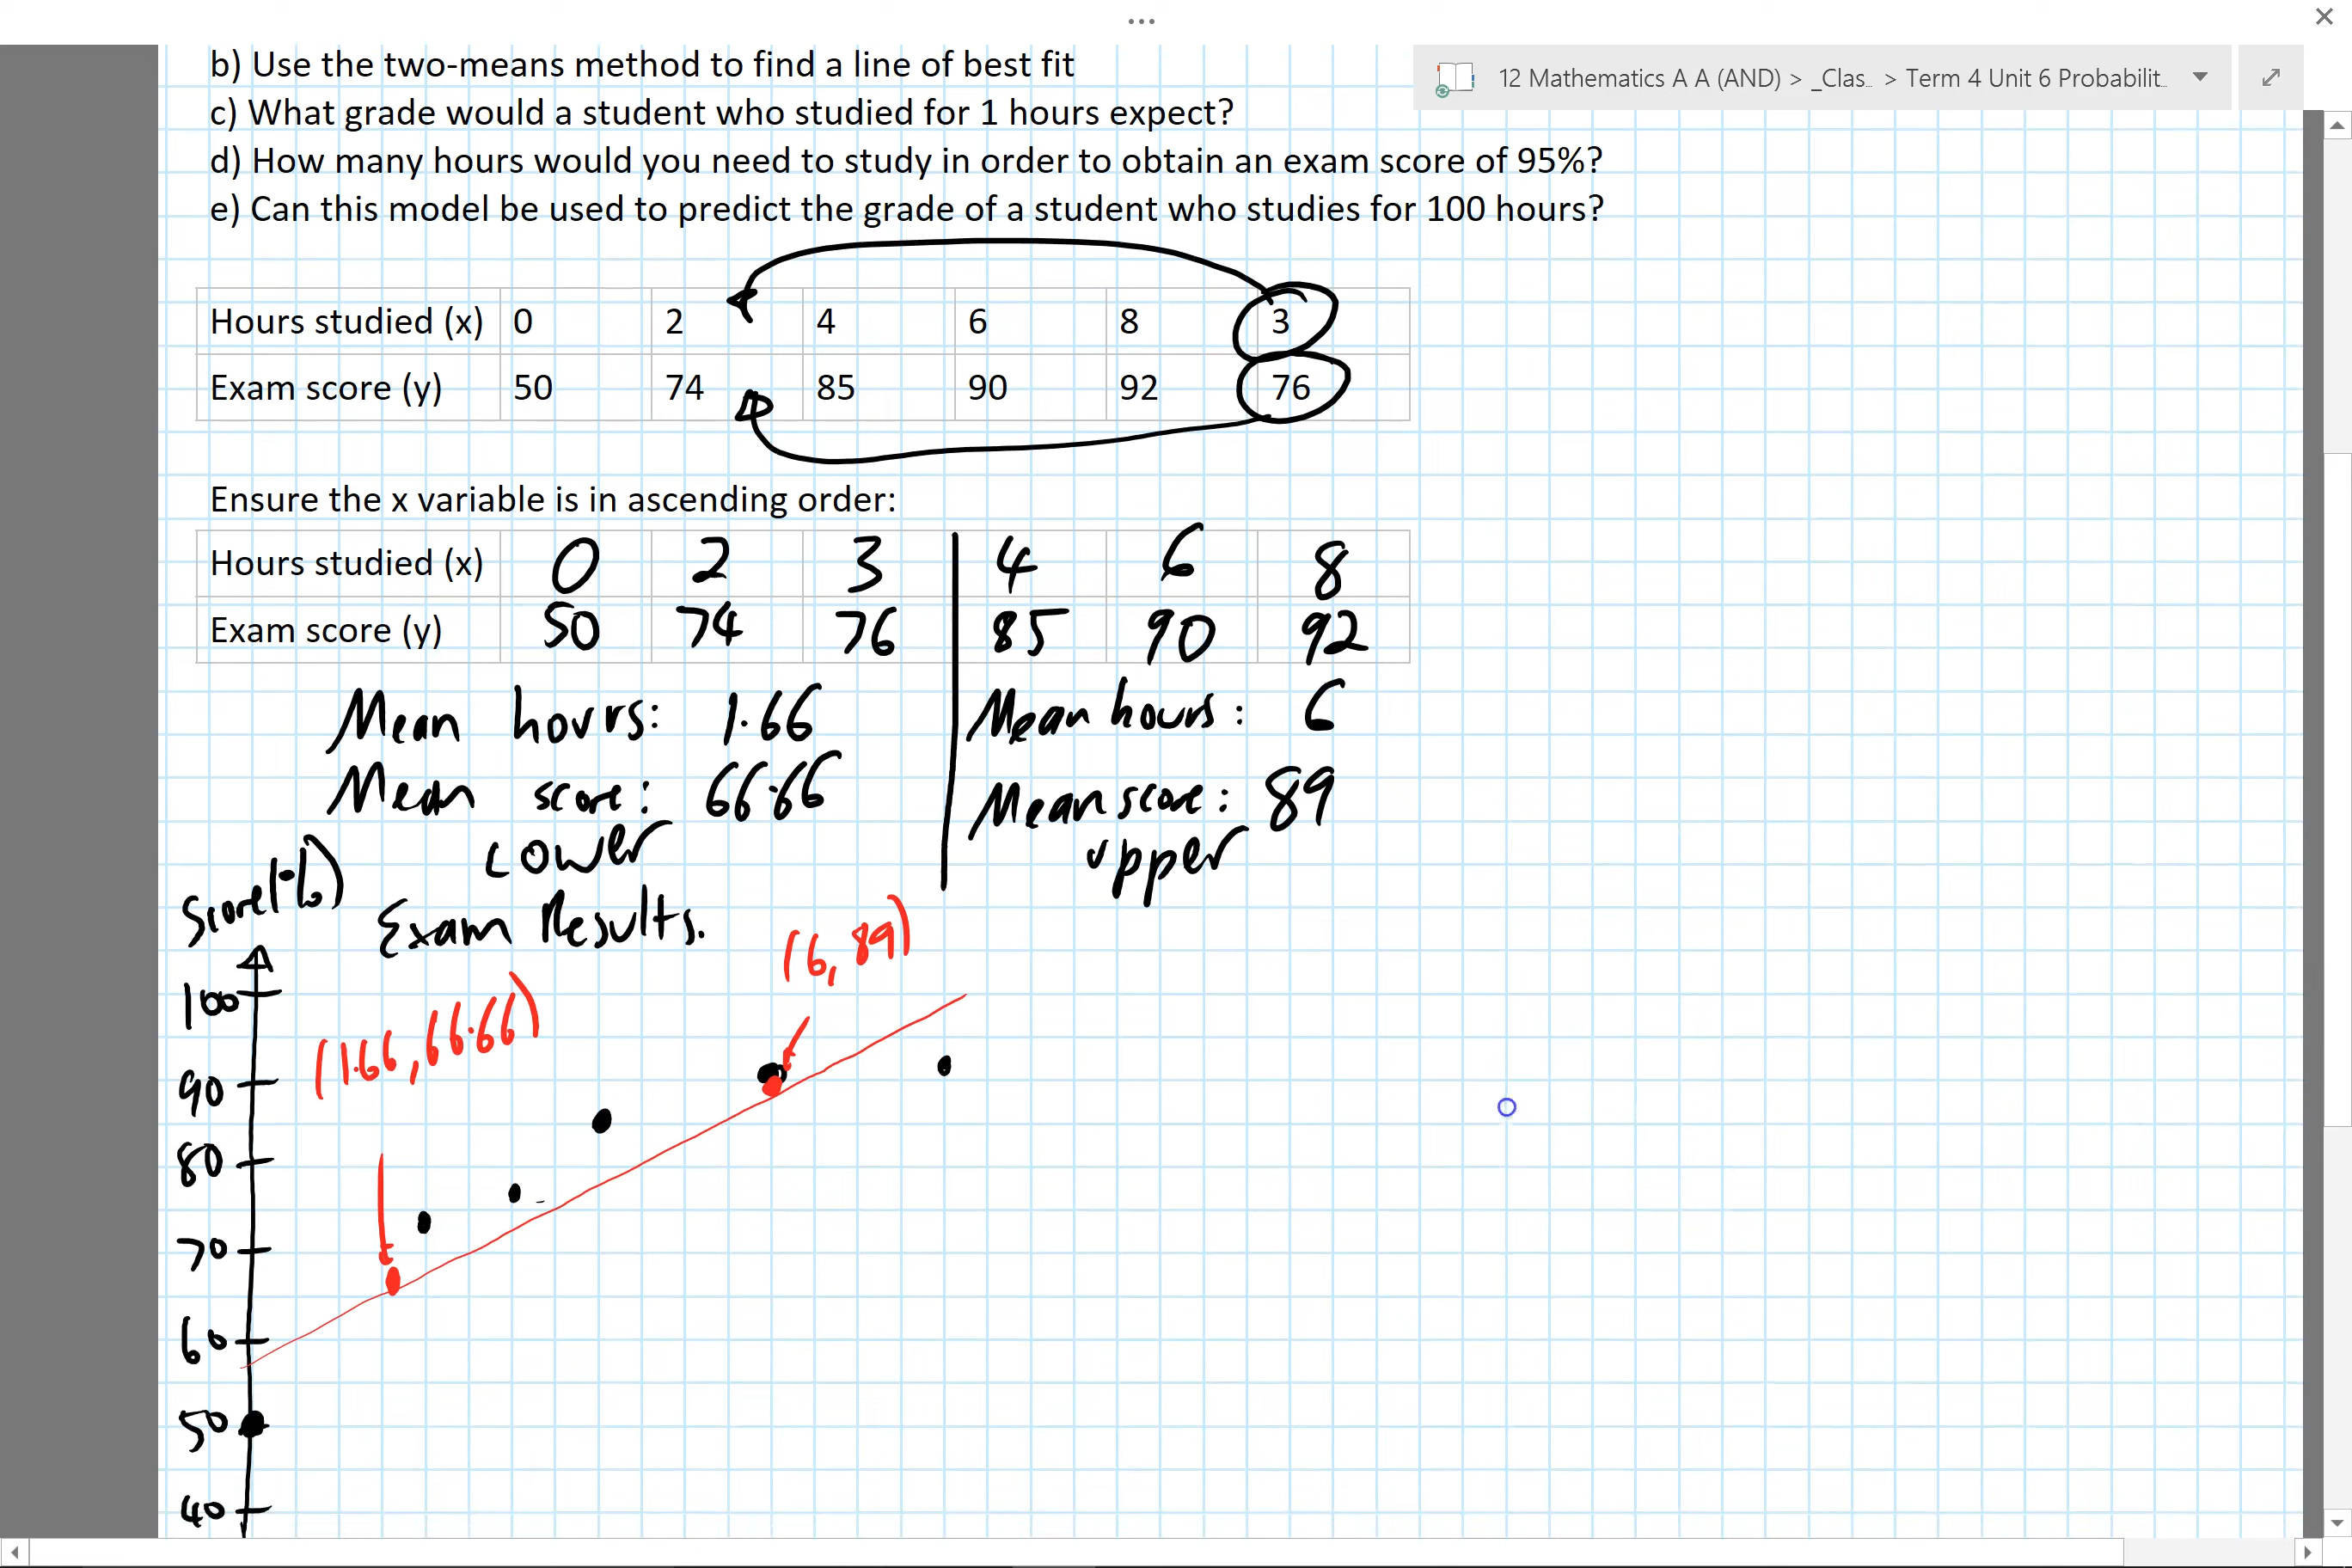 12 Mathematics A A (AND) > _Clas... > Term 4 Unit 6 Probabilit...
b) Use the two-means method to find a line of best fit
c) What grade would a student who studied for 1 hours expect?
d) How many hours would you need to study in order to obtain an exam score of 95%?
e) Can this model be used to predict the grade of a student who studies for 100 hours?
Hours studied (x) 0 2 4 6 8 3
Exam score (y) 50 74 85 90 92 76
Ensure the x variable is in ascending order:
Hours studied (x) 0 2 3 4 6 8
Exam score (y) 50 74 76 85 90 92
Mean hours: 1.66 Mean hours: 6
Mean score: 66.66 Mean score: 89
Lower upper
Score (%)
Exam Results.
(6, 89)
(1.66, 66.66)
100
90
80
70
60
50
40